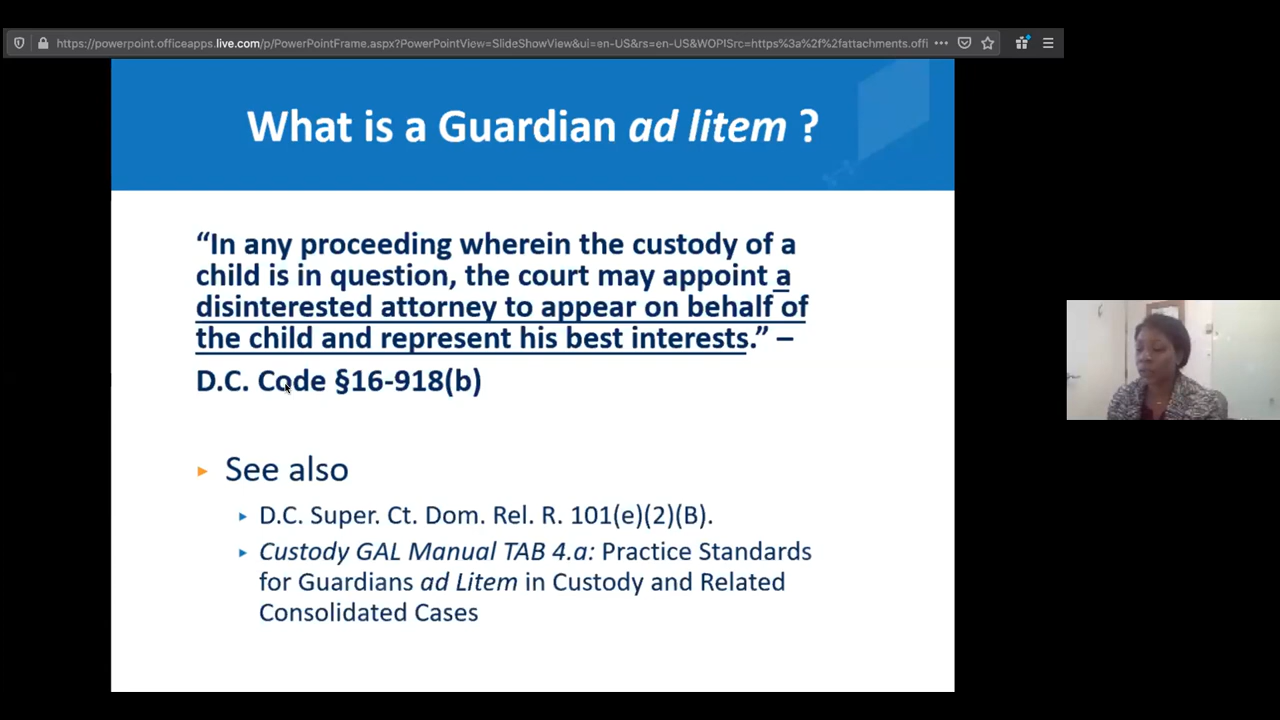 https://powerpoint.officeapps.live.com/p/PowerPointFrame.aspx?PowerPointView=SlideShowView&ui=en-US&rs=en-US&WOPISrc=https%3a%2f%2fattachments.offi
What is a Guardian ad litem ?
“In any proceeding wherein the custody of a
child is in question, the court may appoint a
disinterested attorney to appear on behalf of
the child and represent his best interests.” –
D.C. Code §16-918(b)
See also
D.C. Super. Ct. Dom. Rel. R. 101(e)(2)(B).
Custody GAL Manual TAB 4.a: Practice Standards
for Guardians ad Litem in Custody and Related
Consolidated Cases